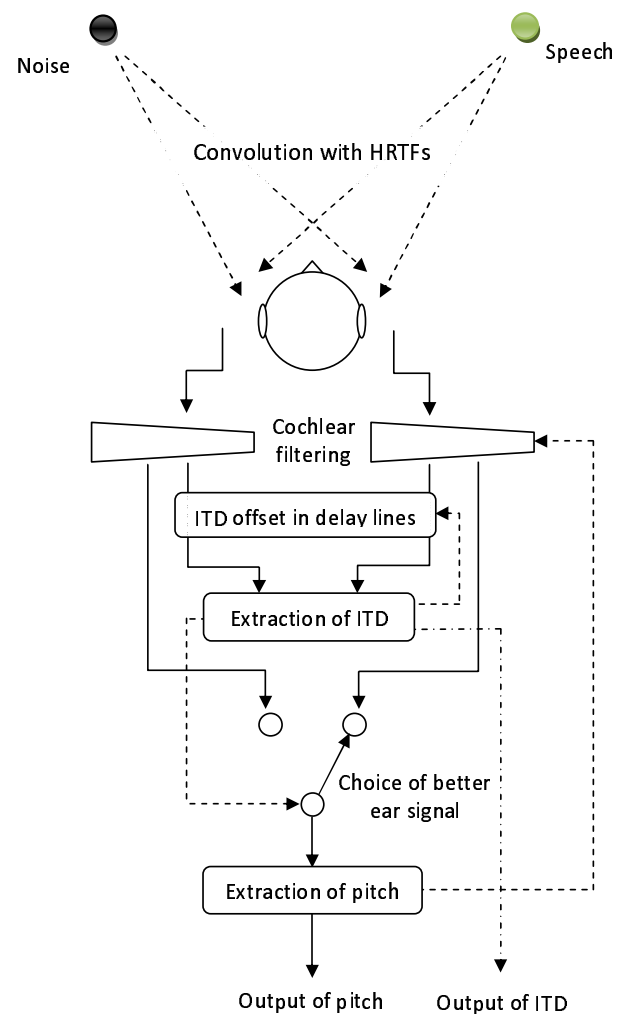 Noise
Speech
Convolution with HRTFs
Cochlear
filtering
ITD offset in delay lines
Extraction of ITD
Choice of better
ear signal
Extraction of pitch
Output of pitch
Output of ITD